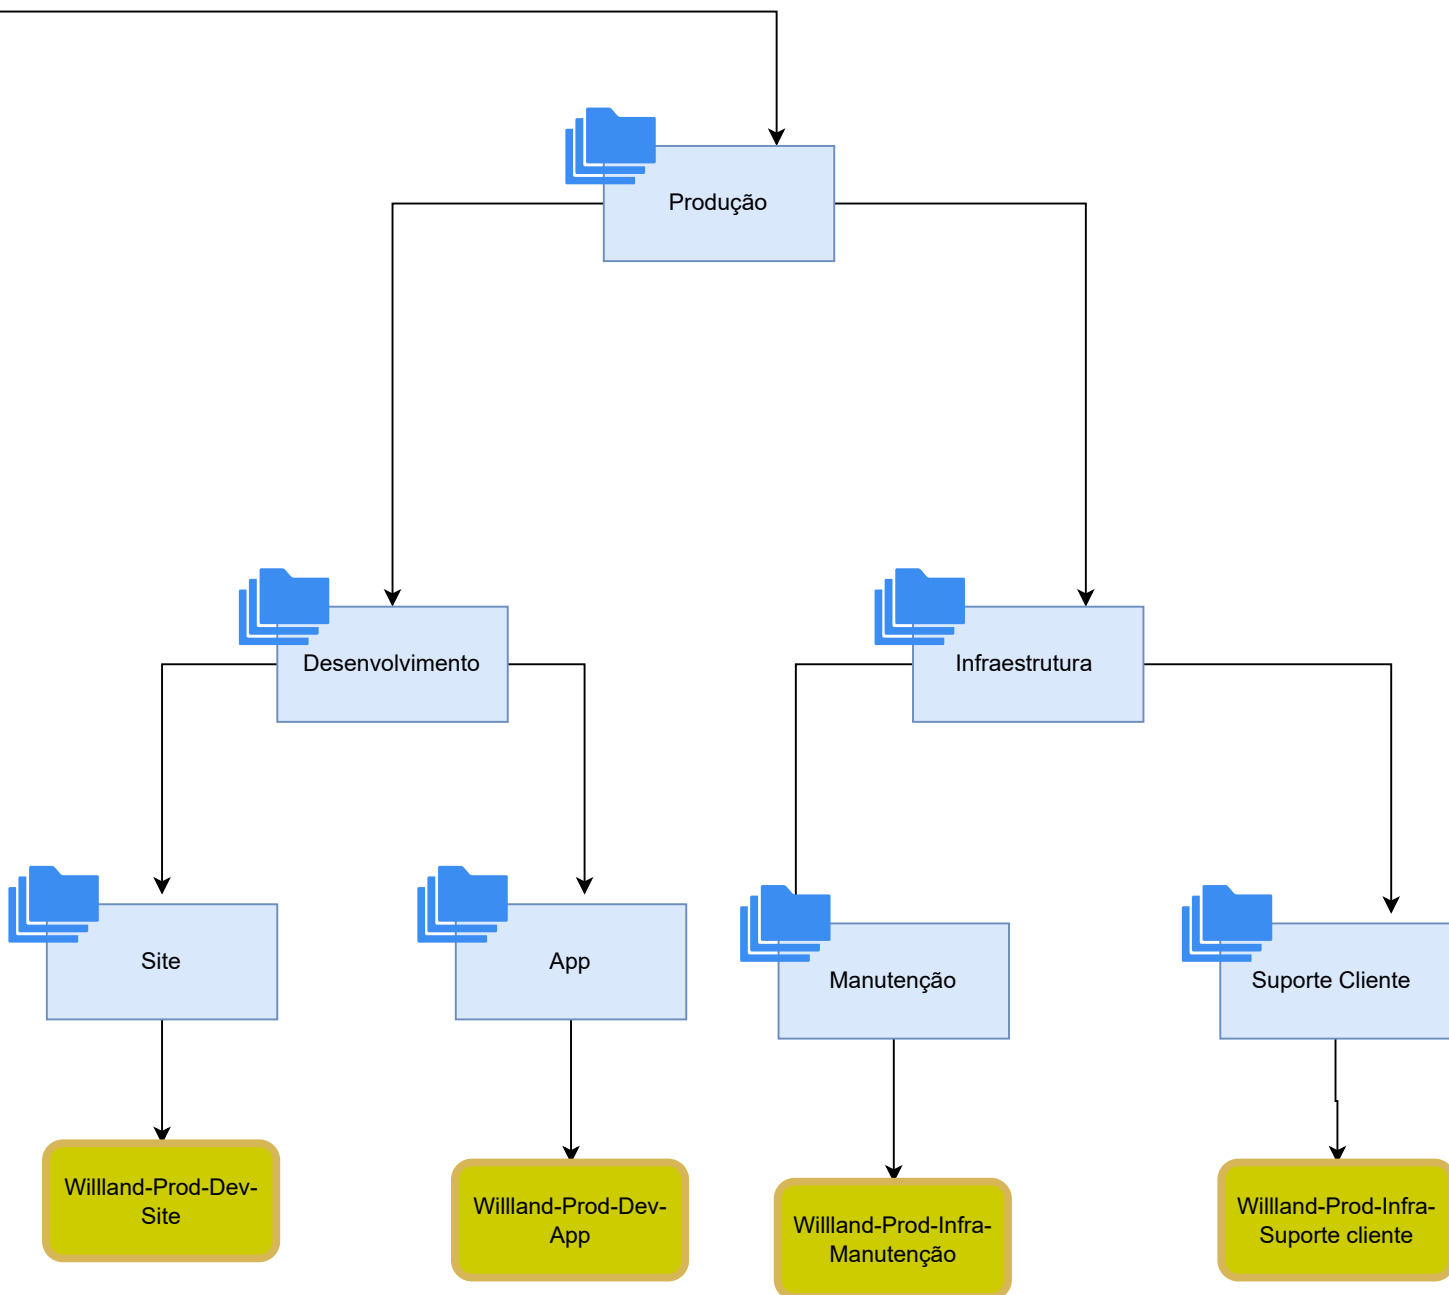 Produção
Desenvolvimento
Infraestrutura
Site
App
Manutenção
Suporte Cliente
Willland-Prod-Dev-
Site
Willland-Prod-Dev-
App
Willland-Prod-Infra-
Manutenção
Willland-Prod-Infra-
Suporte cliente